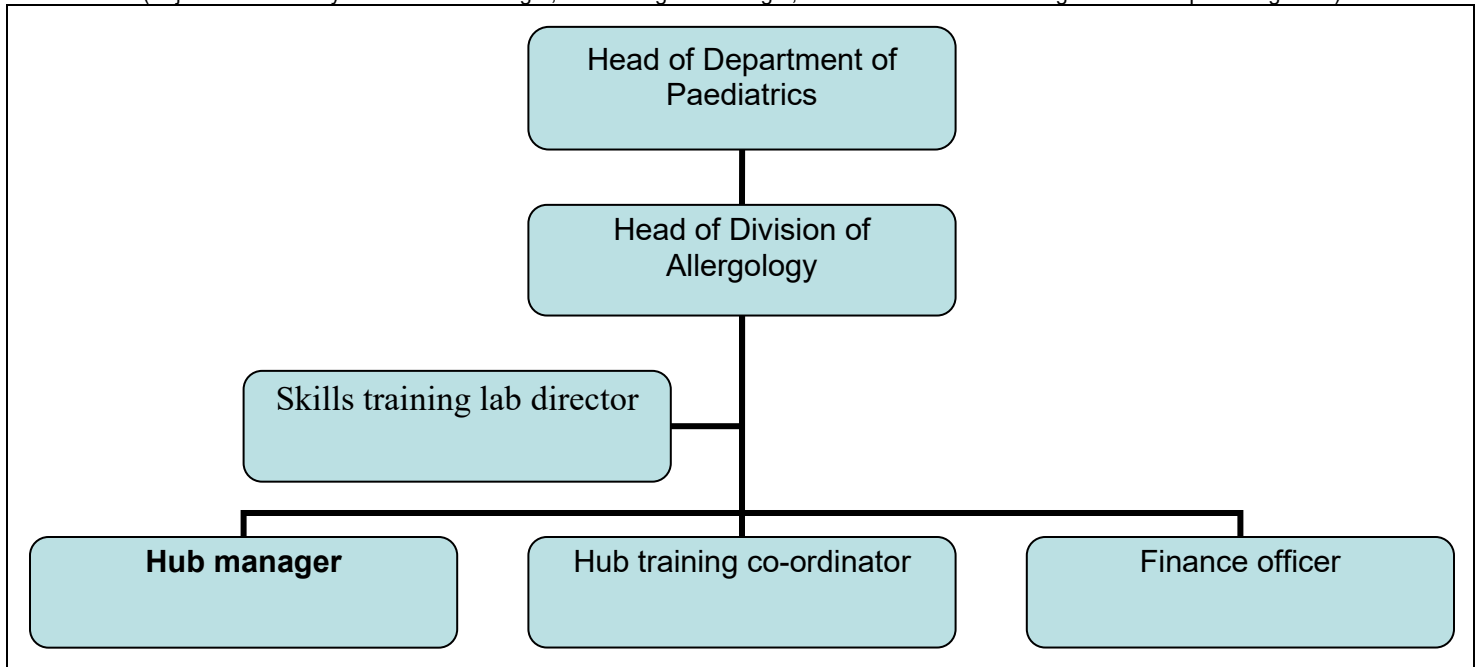 Head of Department of
Paediatrics
Head of Division of
Allergology
Skills training lab director
Hub manager
Hub training co-ordinator
Finance officer